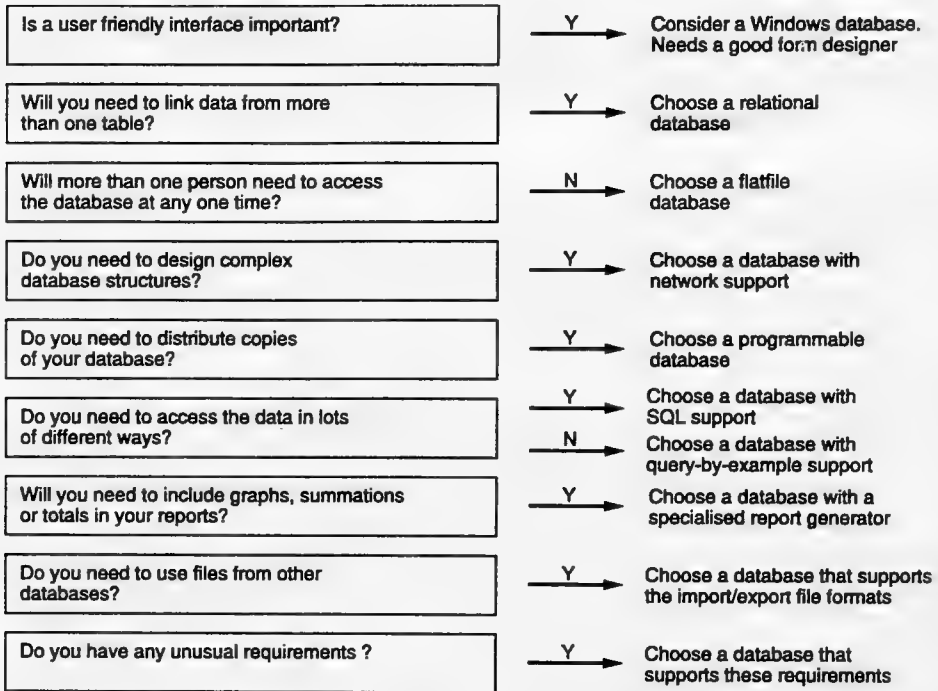 Is a user friendly interface important?
Y
Consider a Windows database.
Needs a good form designer
Will you need to link data from more
than one table?
Y
Choose a relational
database
Will more than one person need to access
the database at any one time?
N
Choose a flatfile
database
Do you need to design complex
database structures?
Y
Choose a database with
network support
Do you need to distribute copies
of your database?
Y
Choose a programmable
database
Do you need to access the data in lots
of different ways?
Y
Choose a database with
SQL support
N
Choose a database with
query-by-example support
Will you need to include graphs, summations
or totals in your reports?
Y
Choose a database with a
specialised report generator
Do you need to use files from other
databases?
Y
Choose a database that supports
the import/export file formats
Do you have any unusual requirements ?
Y
Choose a database that
supports these requirements